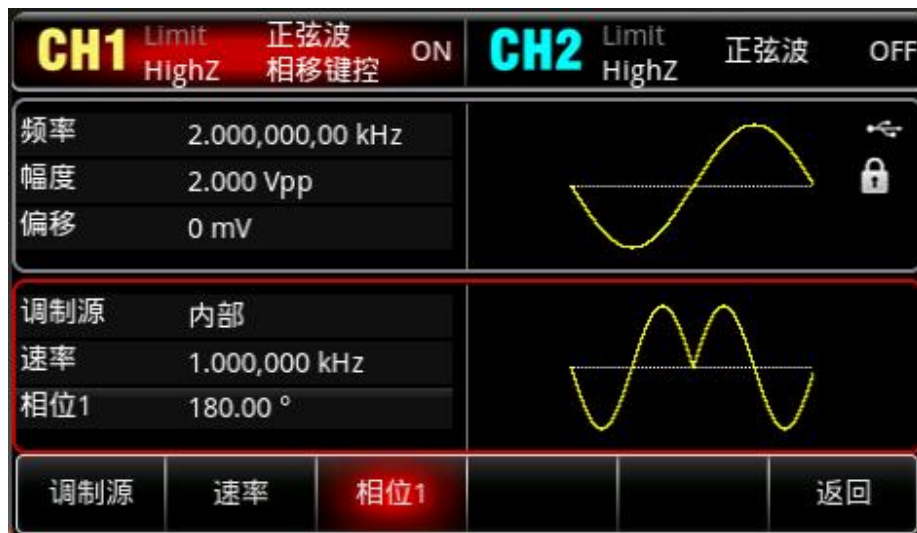 CH1 Limit HighZ 正弦波 相移键控 ON CH2 Limit HighZ 正弦波 OFF
频率 2.000,000,00 kHz
幅度 2.000 Vpp
偏移 0 mV
调制源 内部
速率 1.000,000 kHz
相位1 180.00 °
调制源 速率 相位1 返回